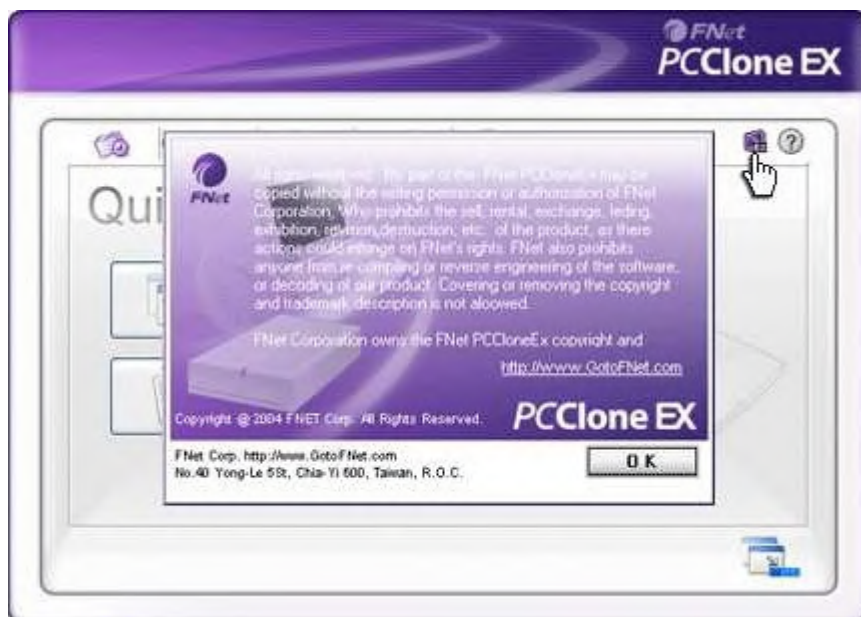 FNet
PCClone EX
Qui
FNet
All rights reserved. No part of the FNet PCCloneEx may be
copied without the writing permission or authorization of FNet
Corporation. Who prohibits the sell, rental, exchange, leding,
exhibition, revision,destruction, etc. of the product, as there
actions could infringe on FNet's rights. FNet also prohibits
anyone from re-compiling or reverse engineering of the software,
or decoding of our product. Covering or removing the copyright
and trademark description is not aloowed.
FNet Corporation owns the FNet PCCloneEx copyright and
http://www.GotoFNet.com
Copyright @ 2004 FNET Corp. All Rights Reserved.
PCClone EX
FNet Corp. http://www.GotoFNet.com
No.40 Yong-Le 5St, Chia-Yi 600, Taiwan, R.O.C.
OK